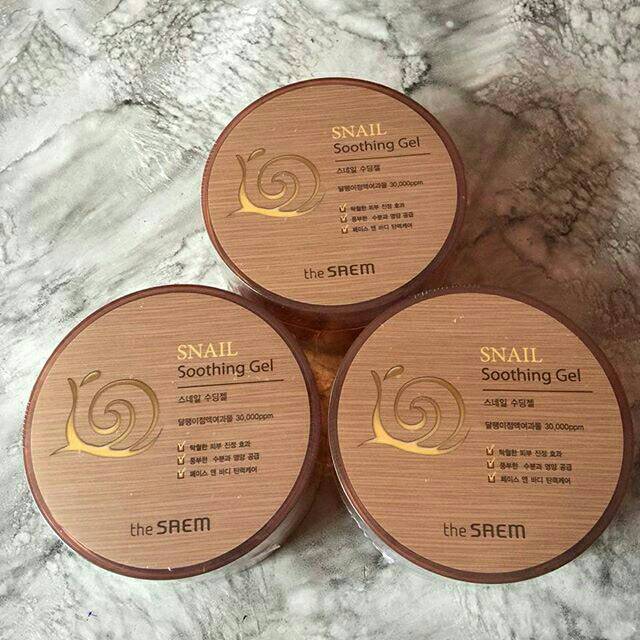 SNAIL
Soothing Gel
스네일 수딩젤
달팽이점액여과물 30,000ppm
탁월한 피부 진정 효과
풍부한 수분과 영양 공급
페이스 앤 바디 탄력케어
the SAEM
SNAIL
Soothing Gel
스네일 수딩젤
달팽이점액여과물 30,000ppm
탁월한 피부 진정 효과
풍부한 수분과 영양 공급
페이스 앤 바디 탄력케어
the SAEM
SNAIL
Soothing Gel
스네일 수딩젤
달팽이점액여과물 30,000ppm
탁월한 피부 진정 효과
풍부한 수분과 영양 공급
페이스 앤 바디 탄력케어
the SAEM